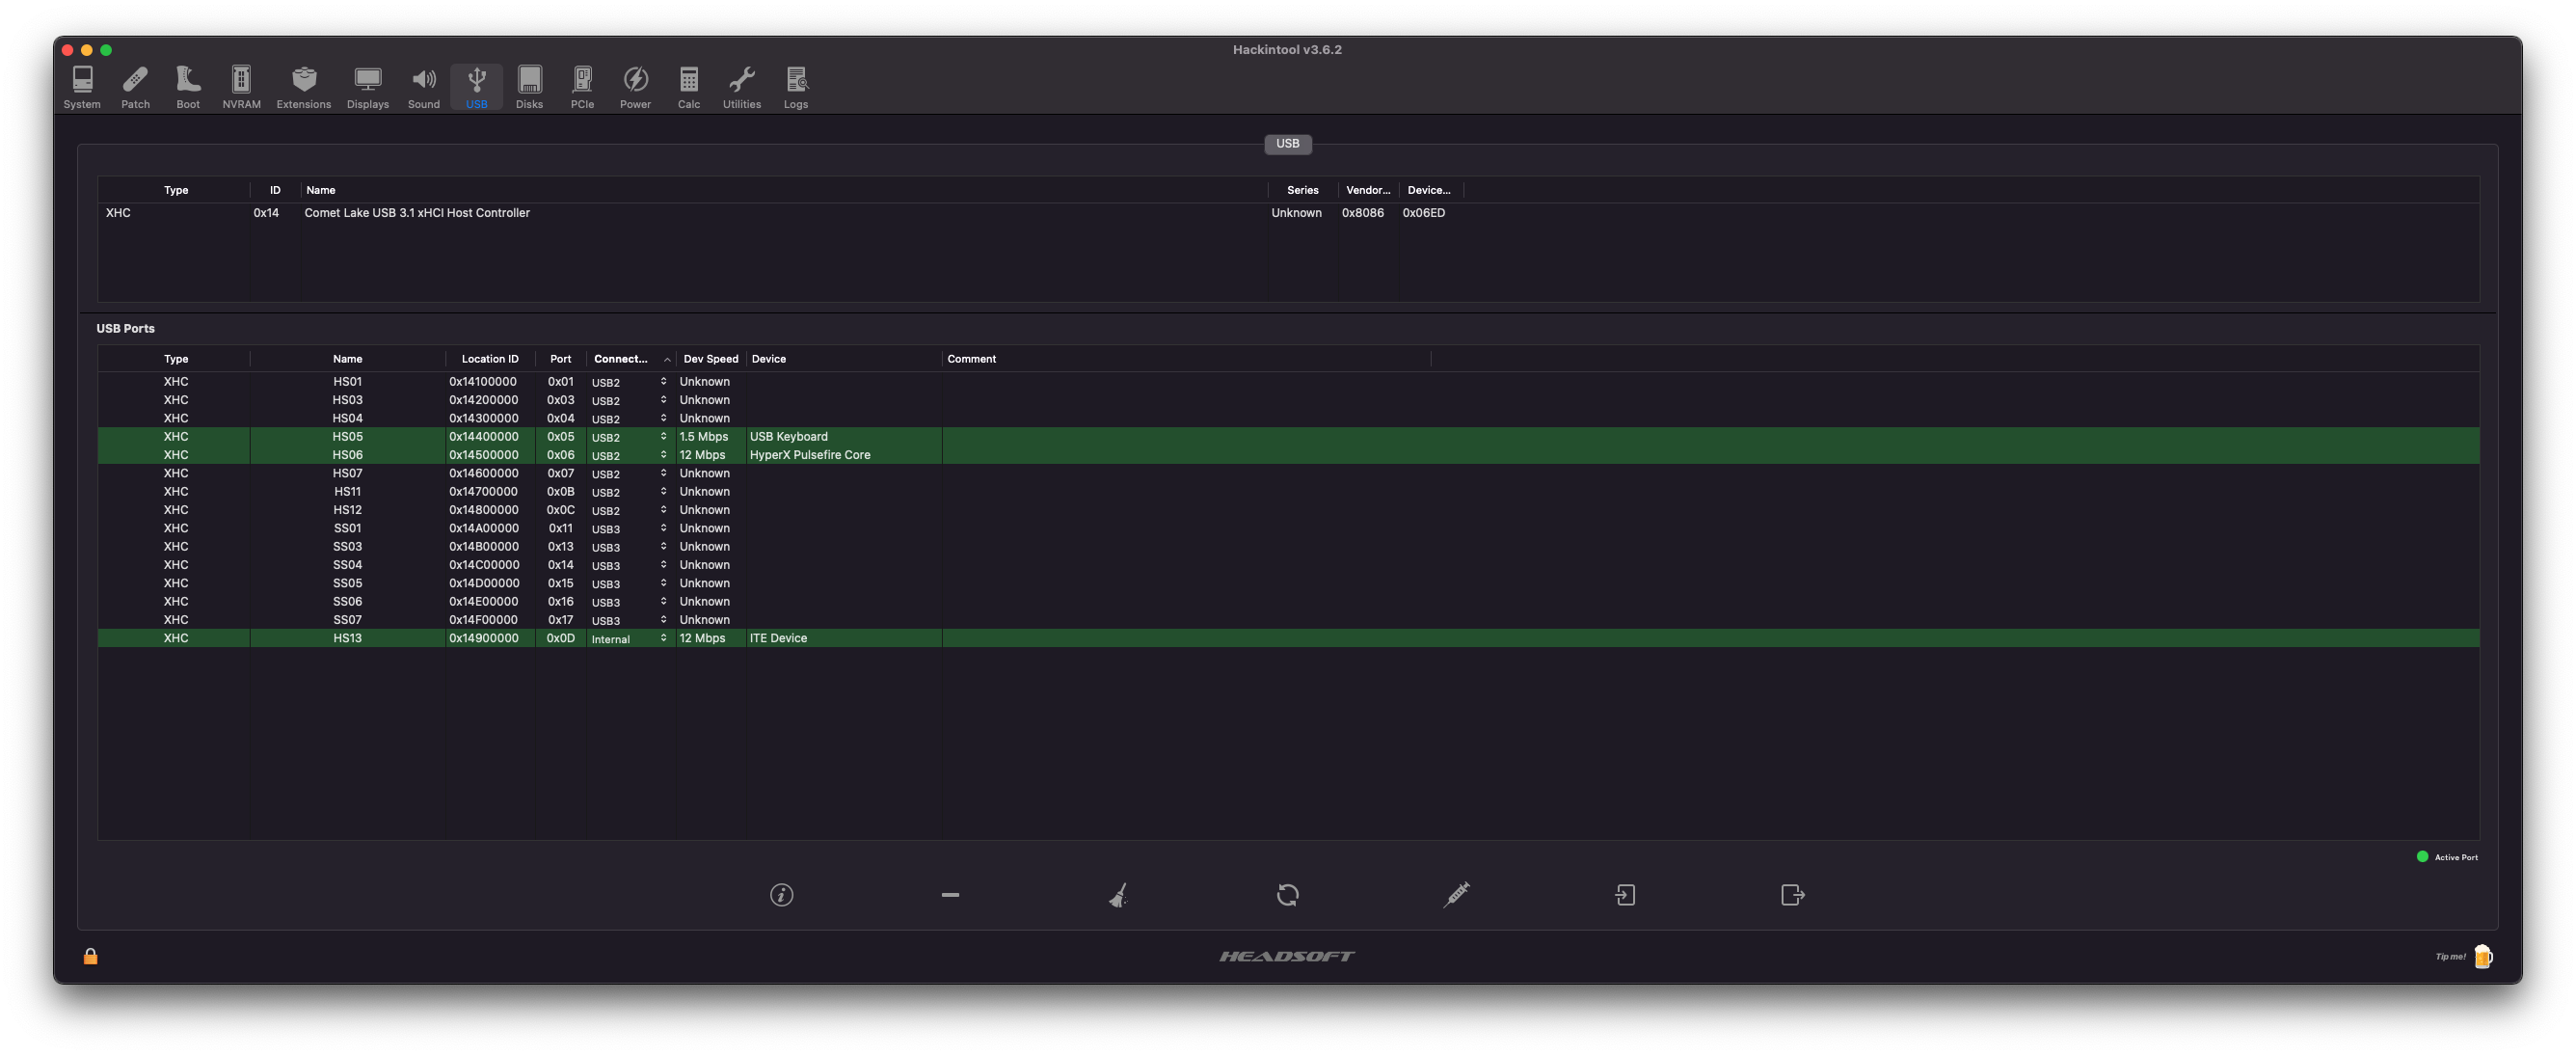 Hackintool v3.6.2
System Patch Boot NVRAM Extensions Displays Sound USB Disks PCIe Power Calc Utilities Logs
USB
Type ID Name Series Vendor... Device...
XHC 0x14 Comet Lake USB 3.1 xHCI Host Controller Unknown 0x8086 0x06ED
USB Ports
Type Name Location ID Port Connect... Dev Speed Device Comment
XHC HS01 0x14100000 0x01 USB2 Unknown
XHC HS03 0x14200000 0x03 USB2 Unknown
XHC HS04 0x14300000 0x04 USB2 Unknown
XHC HS05 0x14400000 0x05 USB2 1.5 Mbps USB Keyboard
XHC HS06 0x14500000 0x06 USB2 12 Mbps HyperX Pulsefire Core
XHC HS07 0x14600000 0x07 USB2 Unknown
XHC HS11 0x14700000 0x0B USB2 Unknown
XHC HS12 0x14800000 0x0C USB2 Unknown
XHC SS01 0x14A00000 0x11 USB3 Unknown
XHC SS03 0x14B00000 0x13 USB3 Unknown
XHC SS04 0x14C00000 0x14 USB3 Unknown
XHC SS05 0x14D00000 0x15 USB3 Unknown
XHC SS06 0x14E00000 0x16 USB3 Unknown
XHC SS07 0x14F00000 0x17 USB3 Unknown
XHC HS13 0x14900000 0x0D Internal 12 Mbps ITE Device
Active Port
HEADSOFT
Tip me!